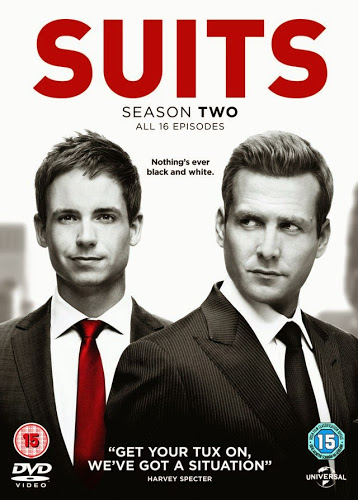 SUITS
SEASON TWO
ALL 16 EPISODES
Nothing's ever
black and white.
15
15
"GET YOUR TUX ON,
WE'VE GOT A SITUATION"
HARVEY SPECTER
DVD
VIDEO
UNIVERSAL